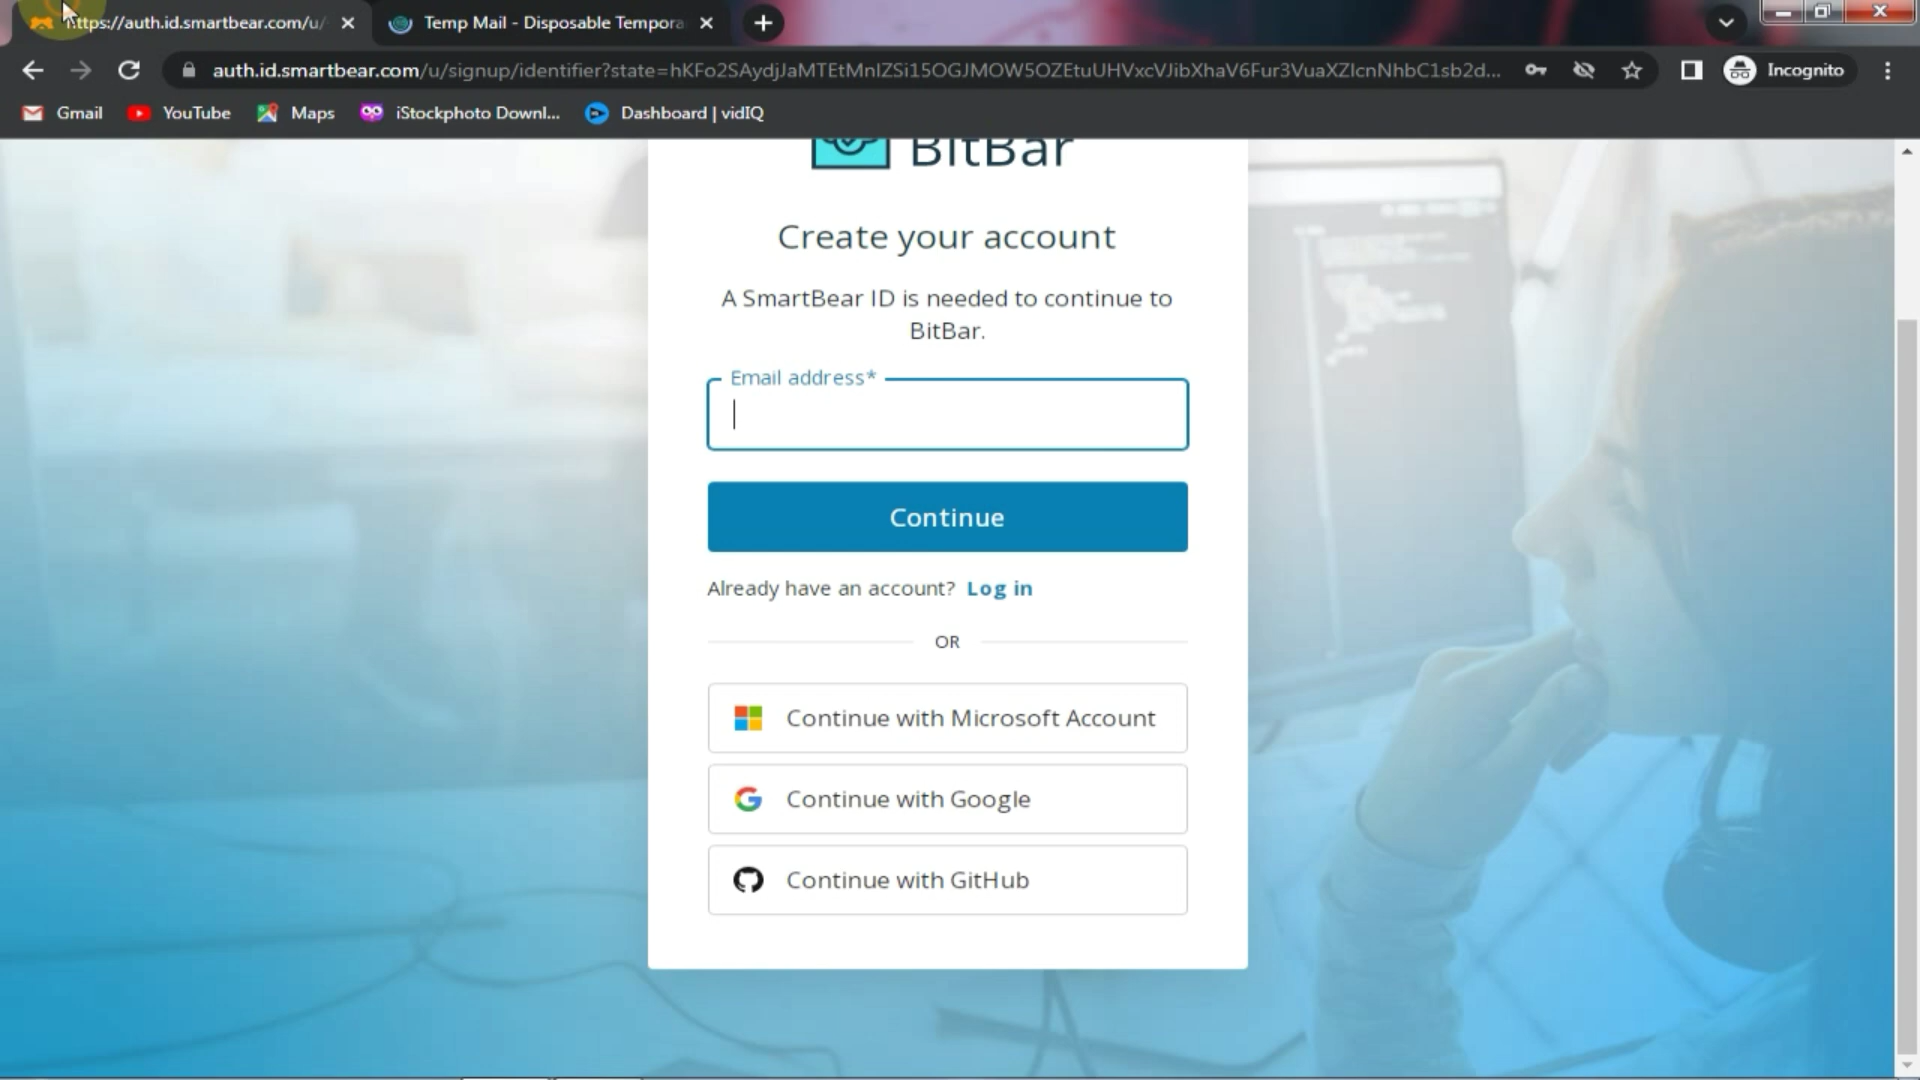 https://auth.id.smartbear.com/u/
Temp Mail - Disposable Tempora
auth.id.smartbear.com/u/signup/identifier?state=hKFo2SAydjJaMTEtMnlZSi15OGJMOW5OZEtuUHVxcVJibXhaV6Fur3VuaXZlcnNhbC1sb2d...
Incognito
Gmail
YouTube
Maps
iStockphoto Downl...
Dashboard | vidIQ
BitBar
Create your account
A SmartBear ID is needed to continue to
BitBar.
Email address*
Continue
Already have an account? Log in
OR
Continue with Microsoft Account
Continue with Google
Continue with GitHub